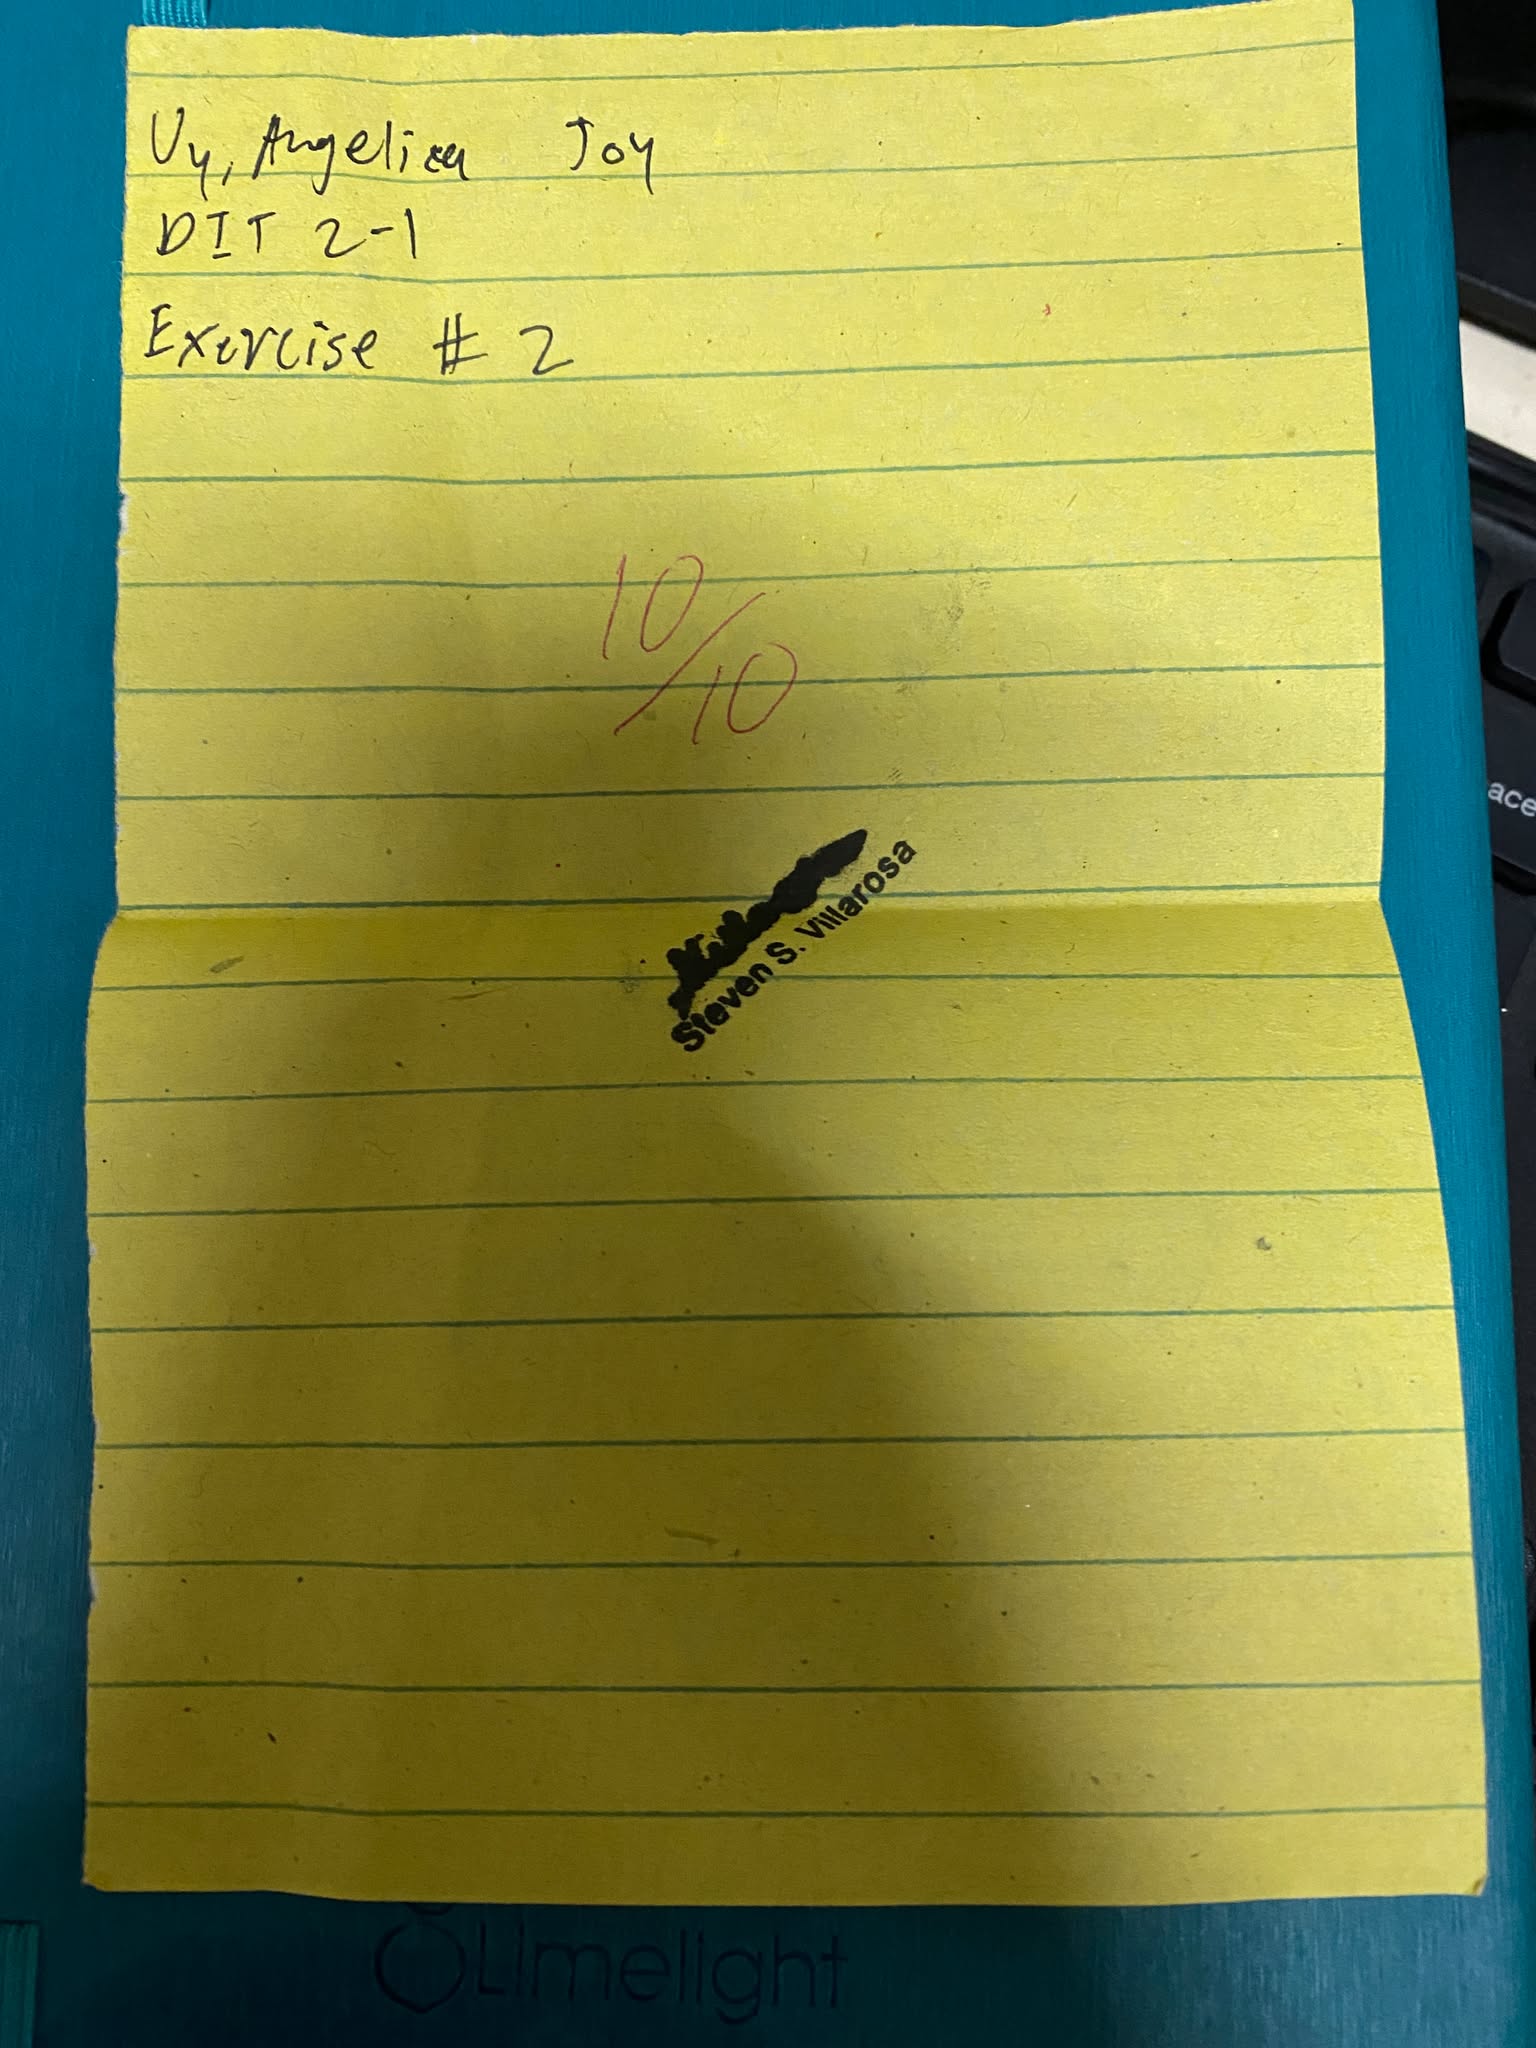 Uy, Angelica Joy
DIT 2-1
Exercise # 2
10/10
Steven S. Villarosa
ace
Limelight